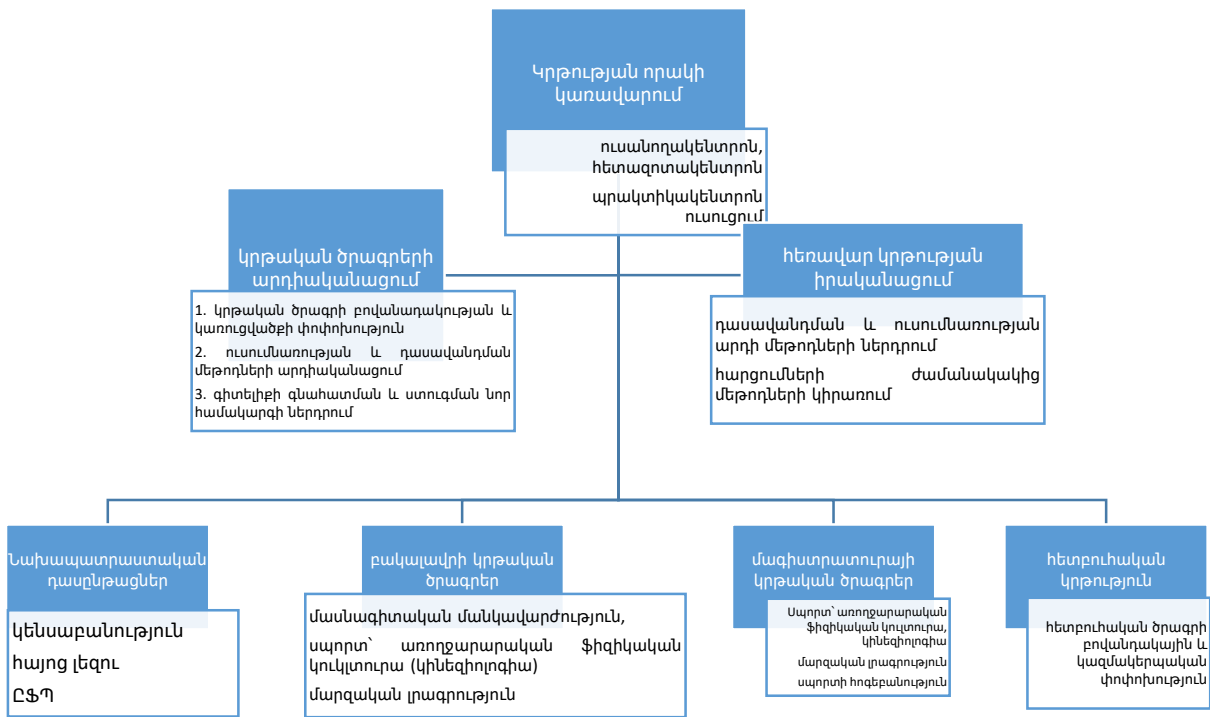 Կրթության որակի
կառավարում
ուսանողակենտրոն,
հետազոտակենտրոն
պրակտիկակենտրոն
ուսուցում
կրթական ծրագրերի
արդիականացում
1. կրթական ծրագրի բովանադակության և
կառուցվածքի փոփոխություն
2. ուսումնառության և դասավանդման
մեթոդների արդիականացում
3. գիտելիքի գնահատման և ստուգման նոր
համակարգի ներդրում
հեռավար կրթության
իրականացում
դասավանդման և ուսումնառության
արդի մեթոդների ներդրում
հարցումների ժամանակակից
մեթոդների կիրառում
Նախապատրաստական
դասընթացներ
կենսաբանություն
հայոց լեզու
ԸՖՊ
բակալավրի կրթական
ծրագրեր
մասնագիտական մանկավարժություն,
սպորտ՝ առողջարարական ֆիզիկական
կուկլտուրա (կինեզիոլոգիա)
մարզական լրագրություն
մագիստրատուրայի
կրթական ծրագրեր
Սպորտ՝ առողջարարական
ֆիզիկական կուլտուրա,
կինեզիոլոգիա
մարզական լրագրություն
սպորտի հոգեբանություն
հետբուհական
կրթություն
հետբուհական ծրագրի
բովանդակային և
կազմակերպական
փոփոխություն